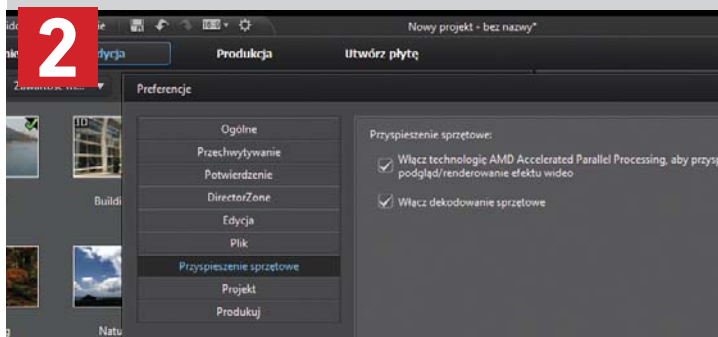 2
Nowy projekt - bez nazwy*
Produkcja
Utwórz płytę
Preferencje
Ogólne
Przechwytywanie
Potwierdzenie
DirectorZone
Edycja
Plik
Przyspieszenie sprzętowe
Projekt
Produkuj
Przyspieszenie sprzętowe:
Włącz technologię AMD Accelerated Parallel Processing, aby przysp
podgląd/renderowanie efektu wideo
Włącz dekodowanie sprzętowe
3D
Buildi
Natu